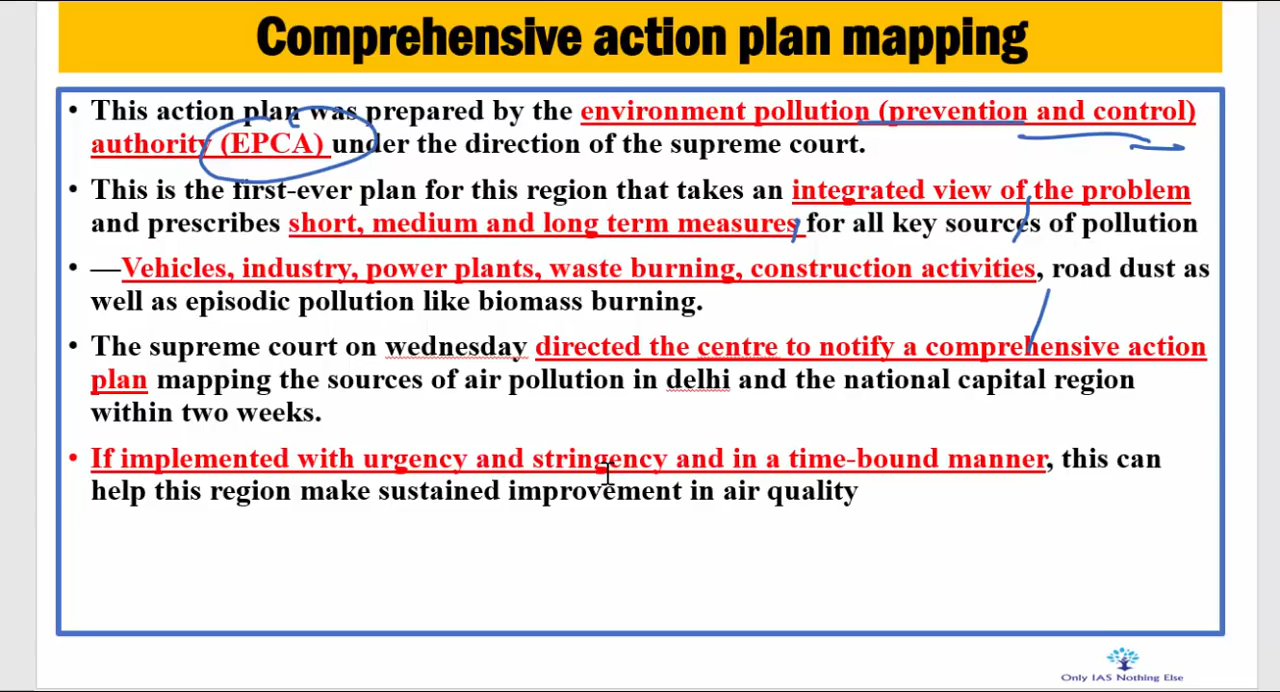 Comprehensive action plan mapping
• This action plan was prepared by the environment pollution (prevention and control)
authority (EPCA) under the direction of the supreme court.
• This is the first-ever plan for this region that takes an integrated view of the problem
and prescribes short, medium and long term measures for all key sources of pollution
• —Vehicles, industry, power plants, waste burning, construction activities, road dust as
well as episodic pollution like biomass burning.
• The supreme court on wednesday directed the centre to notify a comprehensive action
plan mapping the sources of air pollution in delhi and the national capital region
within two weeks.
• If implemented with urgency and stringency and in a time-bound manner, this can
help this region make sustained improvement in air quality
Only IAS Nothing Else